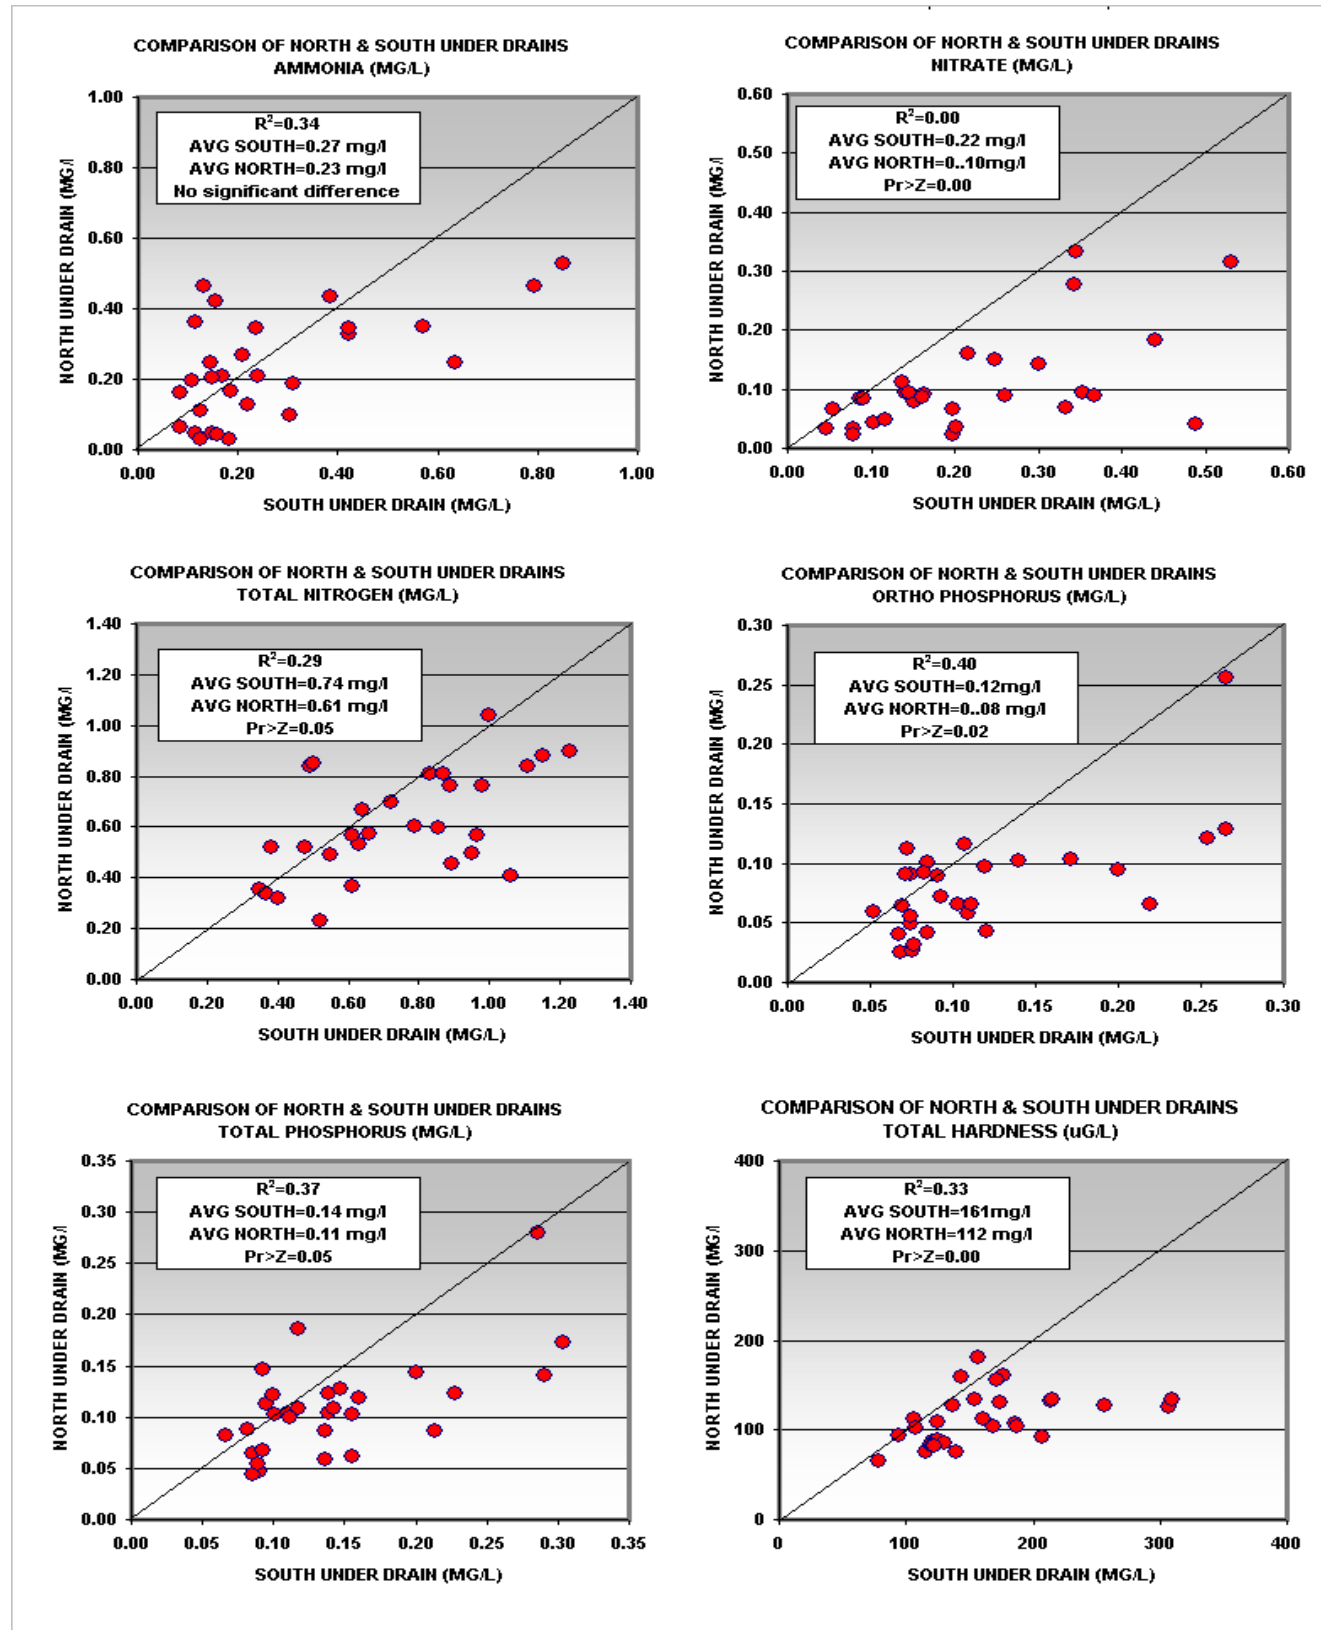 COMPARISON OF NORTH & SOUTH UNDER DRAINS
AMMONIA (MG/L)
1.00
0.80
0.60
0.40
0.20
0.00
NORTH UNDER DRAIN (MG/l
R²=0.34
AVG SOUTH=0.27 mg/l
AVG NORTH=0.23 mg/l
No significant difference
0.00 0.20 0.40 0.60 0.80 1.00
SOUTH UNDER DRAIN (MG/L)
COMPARISON OF NORTH & SOUTH UNDER DRAINS
NITRATE (MG/L)
0.60
0.50
0.40
0.30
0.20
0.10
0.00
NORTH UNDER DRAIN (MG/l
R²=0.00
AVG SOUTH=0.22 mg/l
AVG NORTH=0..10mg/l
Pr>Z=0.00
0.00 0.10 0.20 0.30 0.40 0.50 0.60
SOUTH UNDER DRAIN (MG/L)
COMPARISON OF NORTH & SOUTH UNDER DRAINS
TOTAL NITROGEN (MG/L)
1.40
1.20
1.00
0.80
0.60
0.40
0.20
0.00
NORTH UNDER DRAIN (MG/l
R²=0.29
AVG SOUTH=0.74 mg/l
AVG NORTH=0.61 mg/l
Pr>Z=0.05
0.00 0.20 0.40 0.60 0.80 1.00 1.20 1.40
SOUTH UNDER DRAIN (MG/L)
COMPARISON OF NORTH & SOUTH UNDER DRAINS
ORTHO PHOSPHORUS (MG/L)
0.30
0.25
0.20
0.15
0.10
0.05
0.00
NORTH UNDER DRAIN (MG/l
R²=0.40
AVG SOUTH=0.12mg/l
AVG NORTH=0..08 mg/l
Pr>Z=0.02
0.00 0.05 0.10 0.15 0.20 0.25 0.30
SOUTH UNDER DRAIN (MG/L)
COMPARISON OF NORTH & SOUTH UNDER DRAINS
TOTAL PHOSPHORUS (MG/L)
0.35
0.30
0.25
0.20
0.15
0.10
0.05
0.00
NORTH UNDER DRAIN (MG/l
R²=0.37
AVG SOUTH=0.14 mg/l
AVG NORTH=0.11 mg/l
Pr>Z=0.05
0.00 0.05 0.10 0.15 0.20 0.25 0.30 0.35
SOUTH UNDER DRAIN (MG/L)
COMPARISON OF NORTH & SOUTH UNDER DRAINS
TOTAL HARDNESS (uG/L)
400
300
200
100
0
NORTH UNDER DRAIN (MG/l
R²=0.33
AVG SOUTH=161mg/l
AVG NORTH=112 mg/l
Pr>Z=0.00
0 100 200 300 400
SOUTH UNDER DRAIN (MG/L)